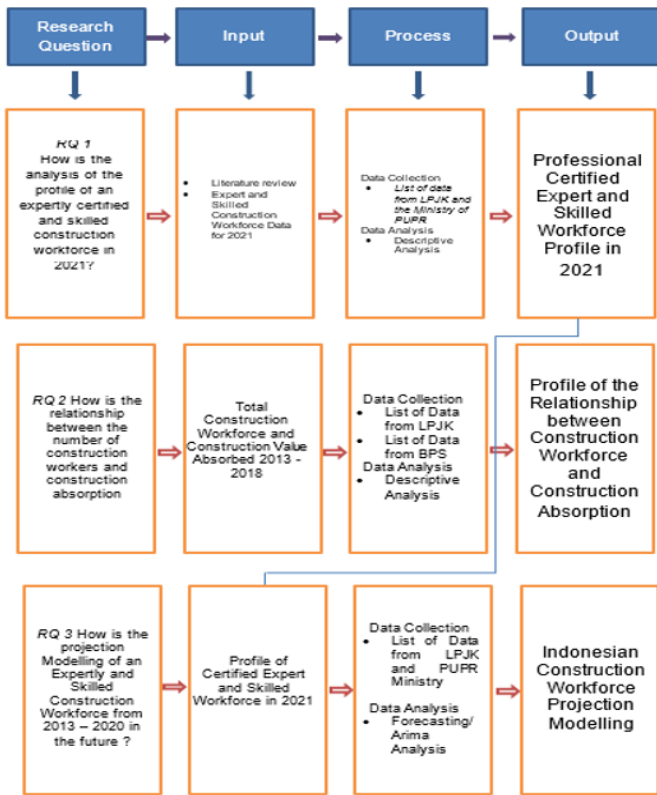 Research
Question
Input
Process
Output
RQ 1
How is the
analysis of the
profile of an
expertly certified
and skilled
construction
workforce in
2021?
• Literature review
• Expert and
Skilled
Construction
Workforce Data
for 2021
Data Collection
• List of data
from LPJK and
the Ministry of
PUPR
Data Analysis
• Descriptive
Analysis
Professional
Certified
Expert and
Skilled
Workforce
Profile in
2021
RQ 2 How is the
relationship
between the
number of
construction
workers and
construction
absorption
Total
Construction
Workforce and
Construction Value
Absorbed 2013 -
2018
Data Collection
• List of Data
from LPJK
• List of Data
from BPS
Data Analysis
• Descriptive
Analysis
Profile of the
Relationship
between
Construction
Workforce
and
Construction
Absorption
RQ 3 How is the
projection
Modelling of an
Expertly and
Skilled
Construction
Workforce from
2013 – 2020 in
the future ?
Profile of
Certified Expert
and Skilled
Workforce in 2021
Data Collection
• List of Data
from LPJK
and PUPR
Ministry
Data Analysis
• Forecasting/
Arima
Analysis
Indonesian
Construction
Workforce
Projection
Modelling